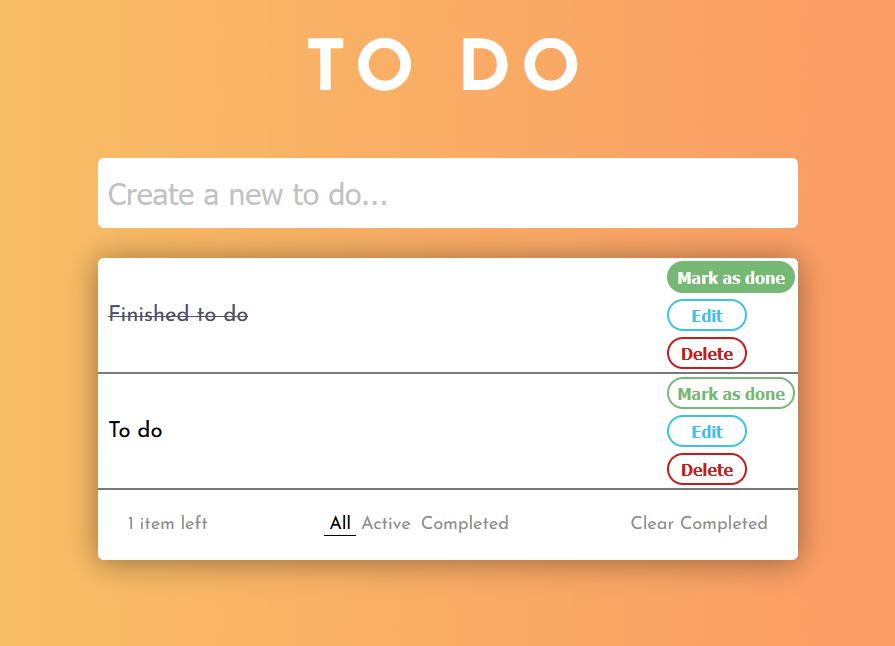 TO DO
Create a new to do...
Mark as done
Finished to do
Edit
Delete
Mark as done
To do
Edit
Delete
1 item left All Active Completed Clear Completed